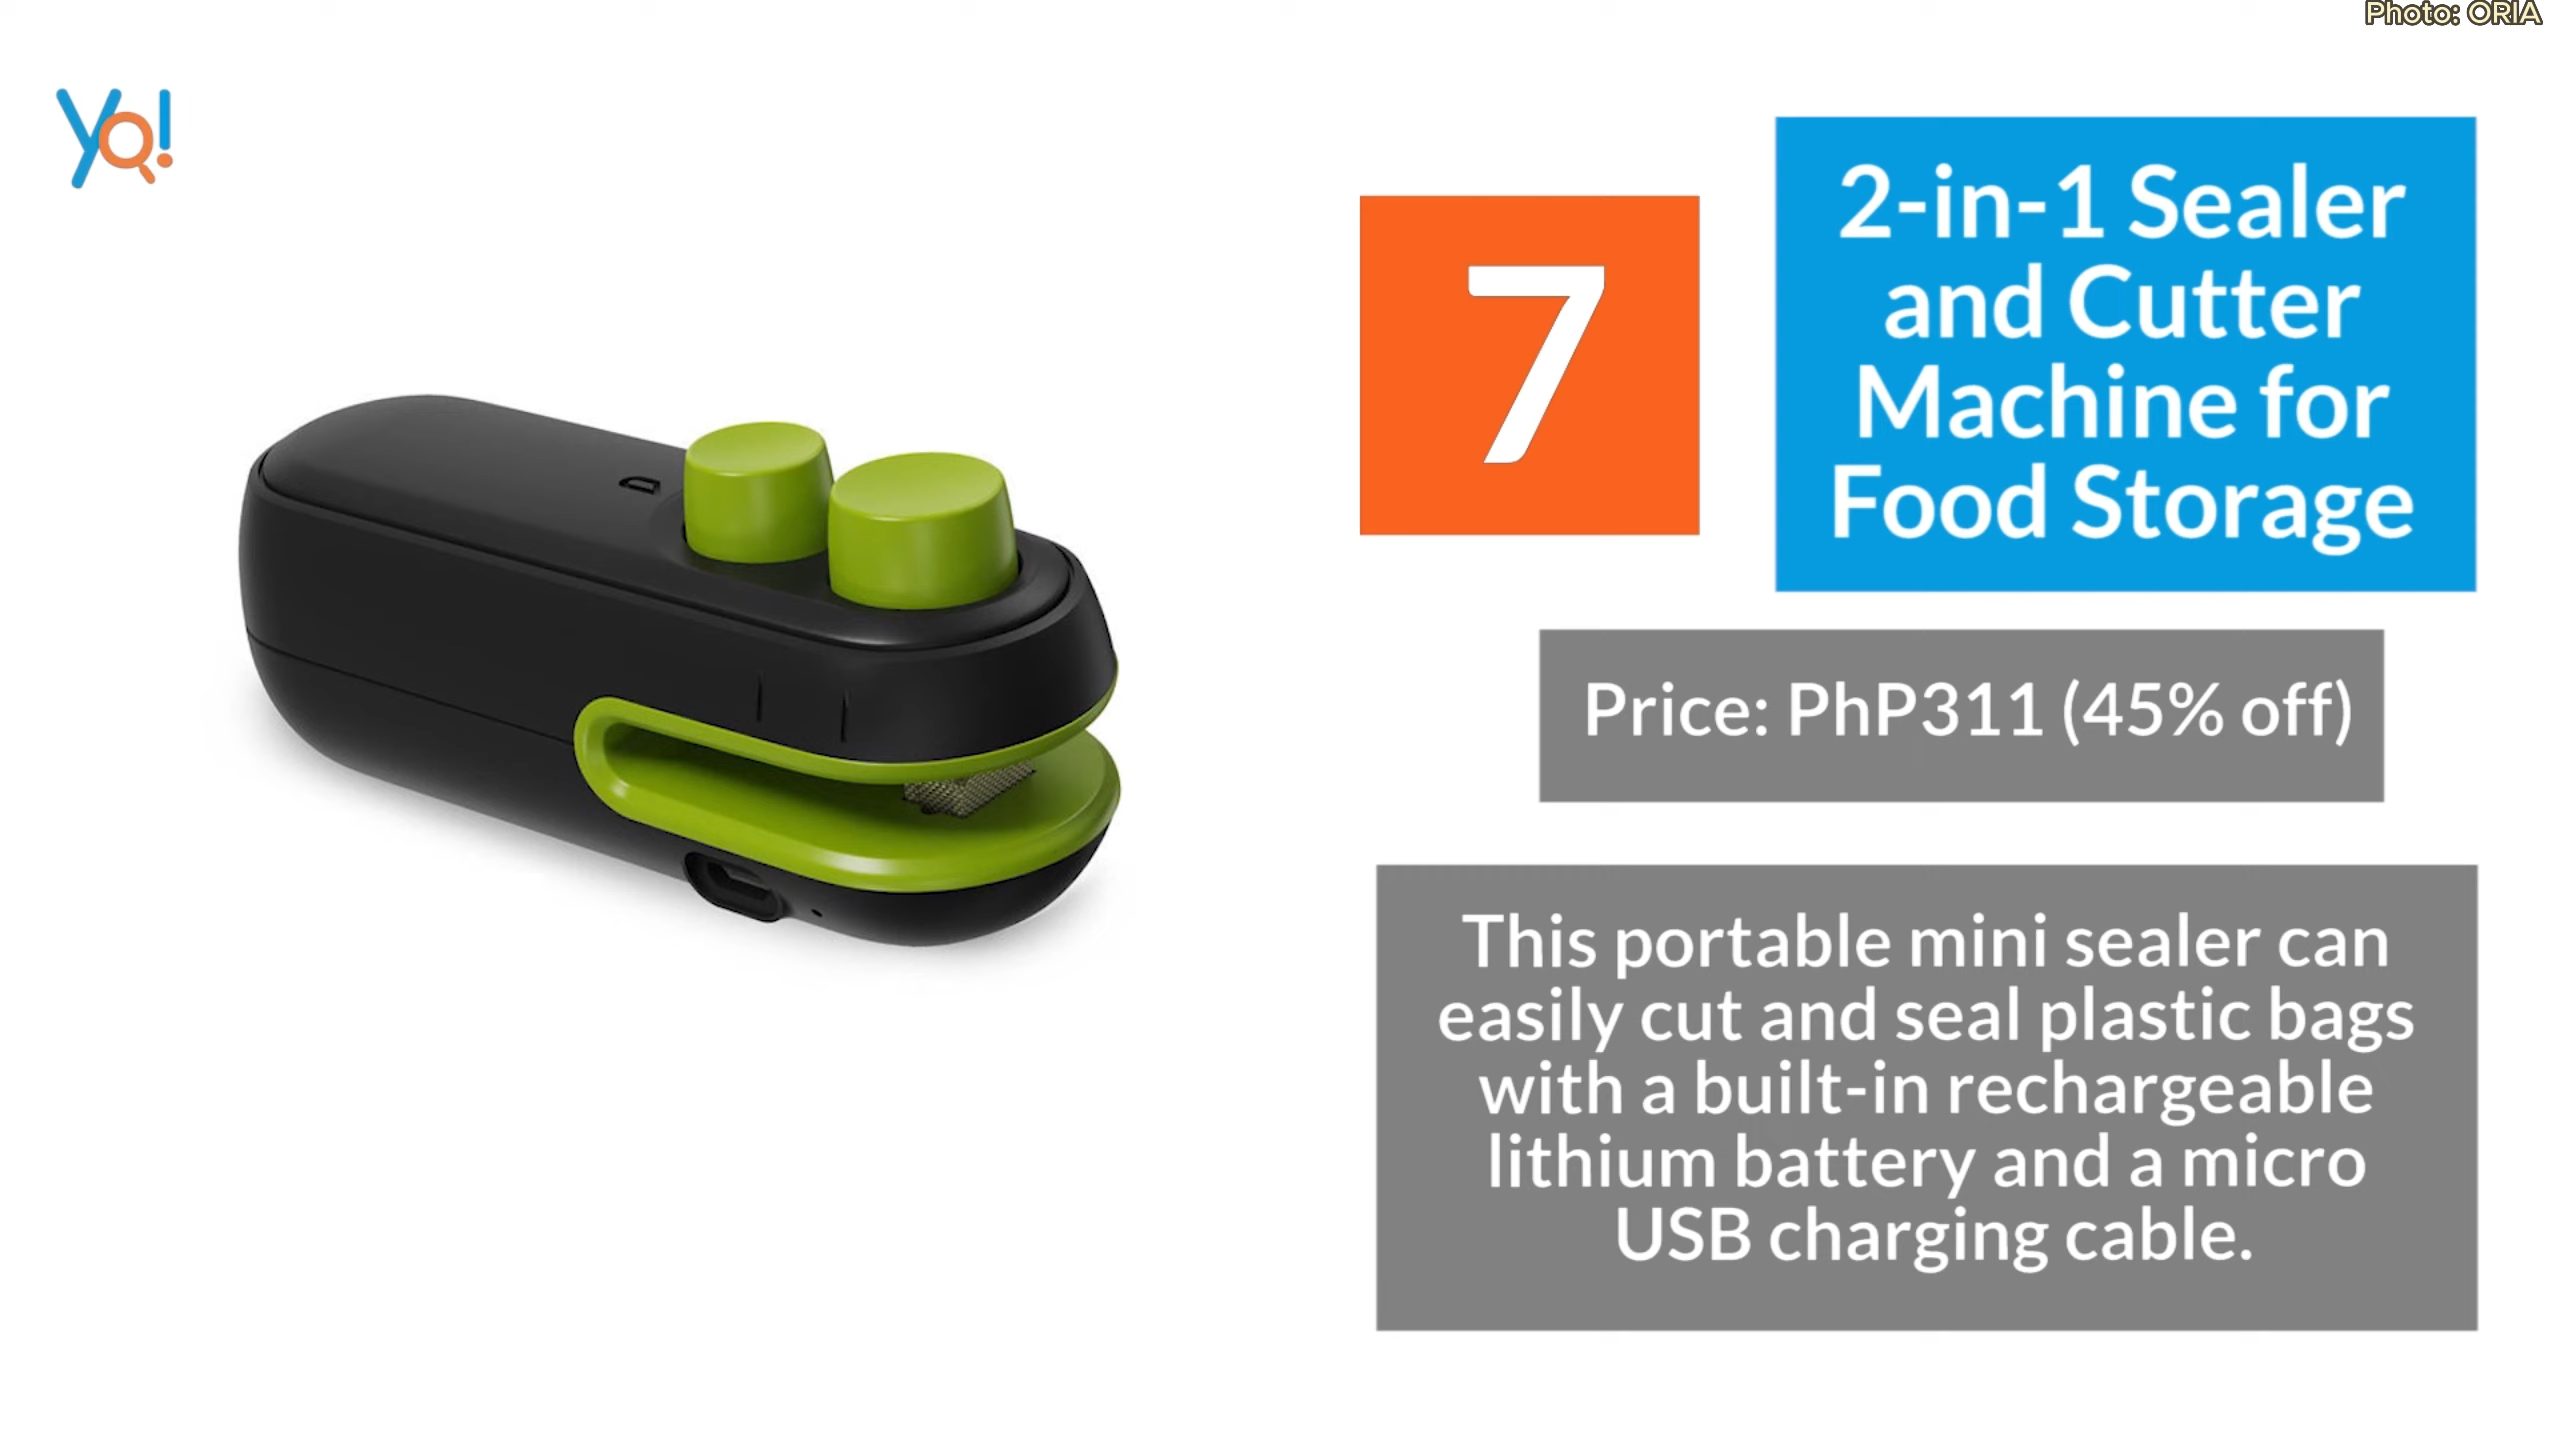 Photo: ORIA
YO!
7
2-in-1 Sealer
and Cutter
Machine for
Food Storage
Price: PhP311 (45% off)
This portable mini sealer can
easily cut and seal plastic bags
with a built-in rechargeable
lithium battery and a micro
USB charging cable.